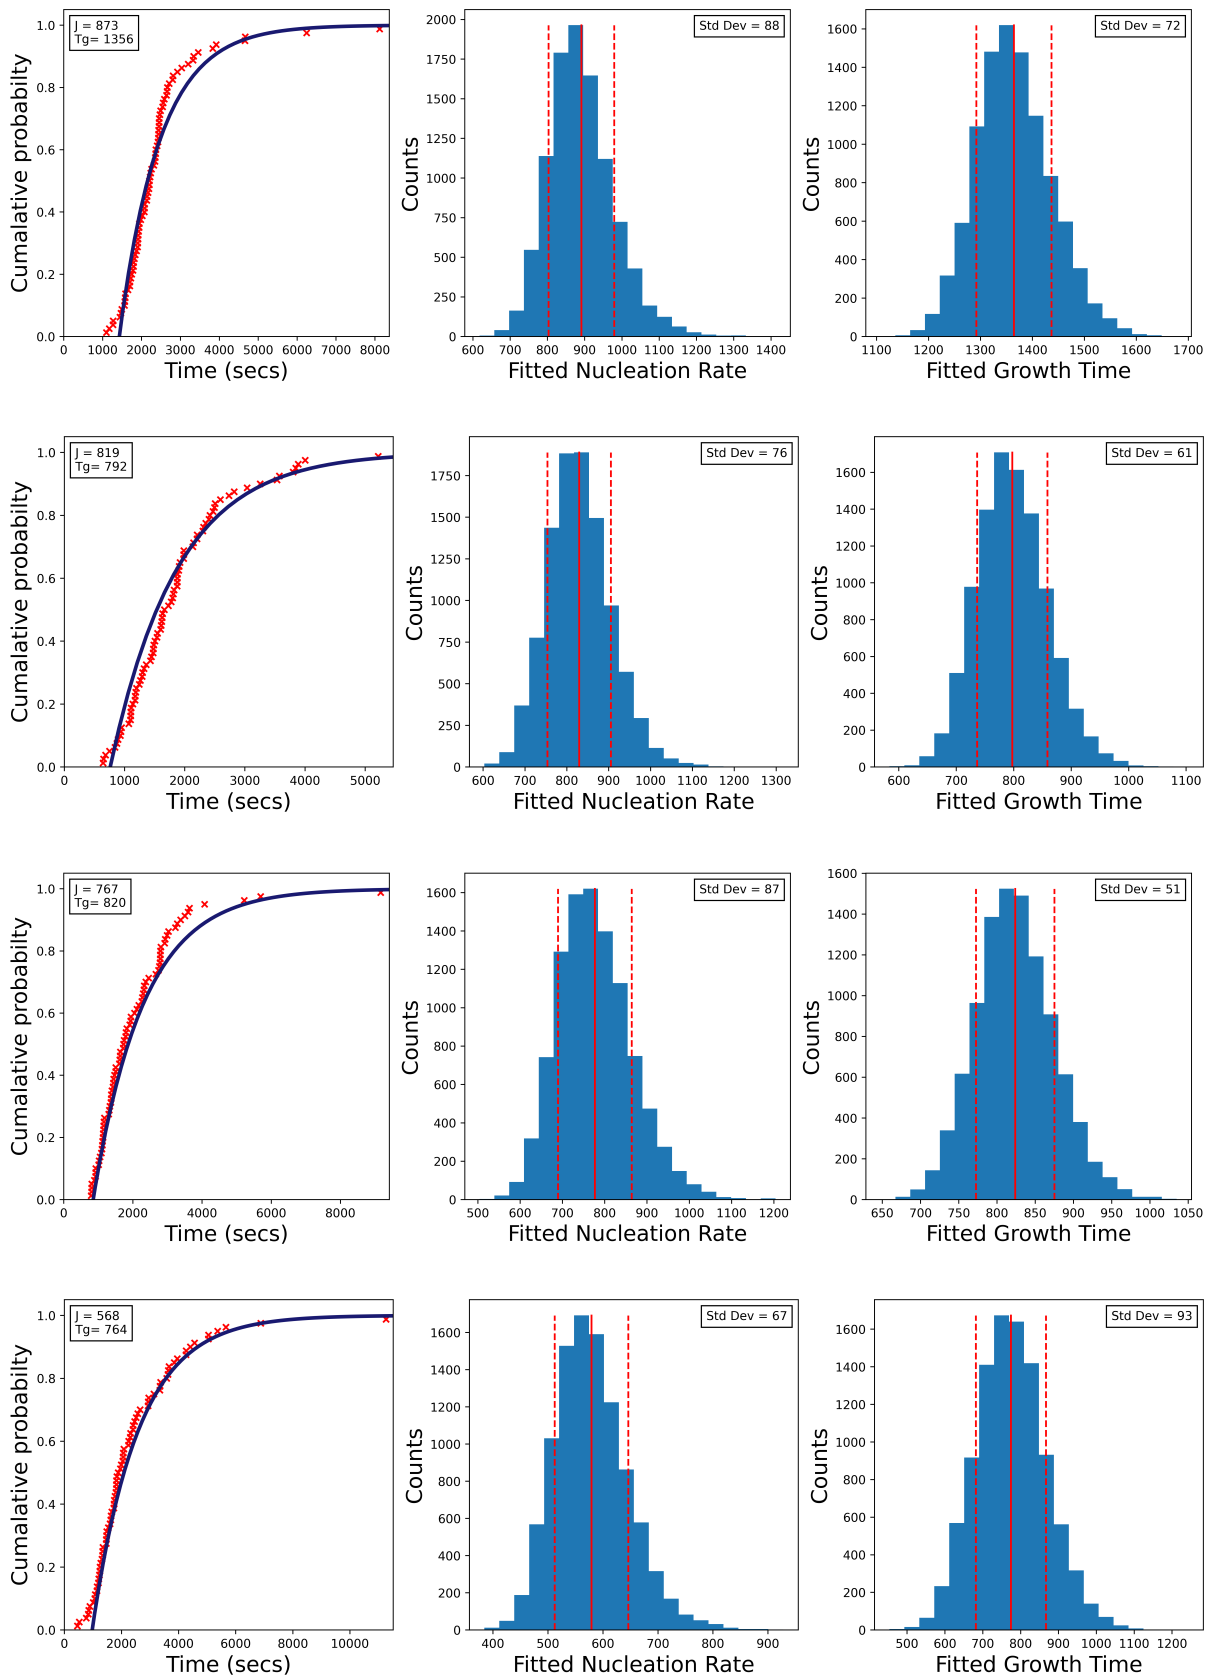 1.0
0.8
0.6
0.4
0.2
0.0
Cumalative probabilty
J = 873
Tg= 1356
0 1000 2000 3000 4000 5000 6000 7000 8000
Time (secs)
2000
1750
1500
1250
1000
750
500
250
0
Counts
Std Dev = 88
600 700 800 900 1000 1100 1200 1300 1400
Fitted Nucleation Rate
1600
1400
1200
1000
800
600
400
200
0
Counts
Std Dev = 72
1100 1200 1300 1400 1500 1600 1700
Fitted Growth Time
1.0
0.8
0.6
0.4
0.2
0.0
Cumalative probabilty
J = 819
Tg= 792
0 1000 2000 3000 4000 5000
Time (secs)
1750
1500
1250
1000
750
500
250
0
Counts
Std Dev = 76
600 700 800 900 1000 1100 1200 1300
Fitted Nucleation Rate
1600
1400
1200
1000
800
600
400
200
0
Counts
Std Dev = 61
600 700 800 900 1000 1100
Fitted Growth Time
1.0
0.8
0.6
0.4
0.2
0.0
Cumalative probabilty
J = 767
Tg= 820
0 2000 4000 6000 8000
Time (secs)
1600
1400
1200
1000
800
600
400
200
0
Counts
Std Dev = 87
500 600 700 800 900 1000 1100 1200
Fitted Nucleation Rate
1600
1400
1200
1000
800
600
400
200
0
Counts
Std Dev = 51
650 700 750 800 850 900 950 1000 1050
Fitted Growth Time
1.0
0.8
0.6
0.4
0.2
0.0
Cumalative probabilty
J = 568
Tg= 764
0 2000 4000 6000 8000 10000
Time (secs)
1600
1400
1200
1000
800
600
400
200
0
Counts
Std Dev = 67
400 500 600 700 800 900
Fitted Nucleation Rate
1600
1400
1200
1000
800
600
400
200
0
Counts
Std Dev = 93
500 600 700 800 900 1000 1100 1200
Fitted Growth Time